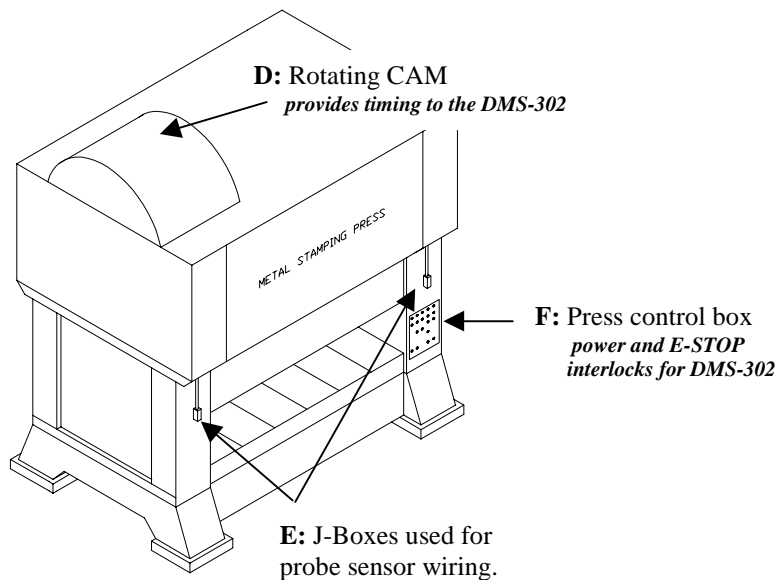 D: Rotating CAM
provides timing to the DMS-302
METAL STAMPING PRESS
F: Press control box
power and E-STOP
interlocks for DMS-302
E: J-Boxes used for
probe sensor wiring.